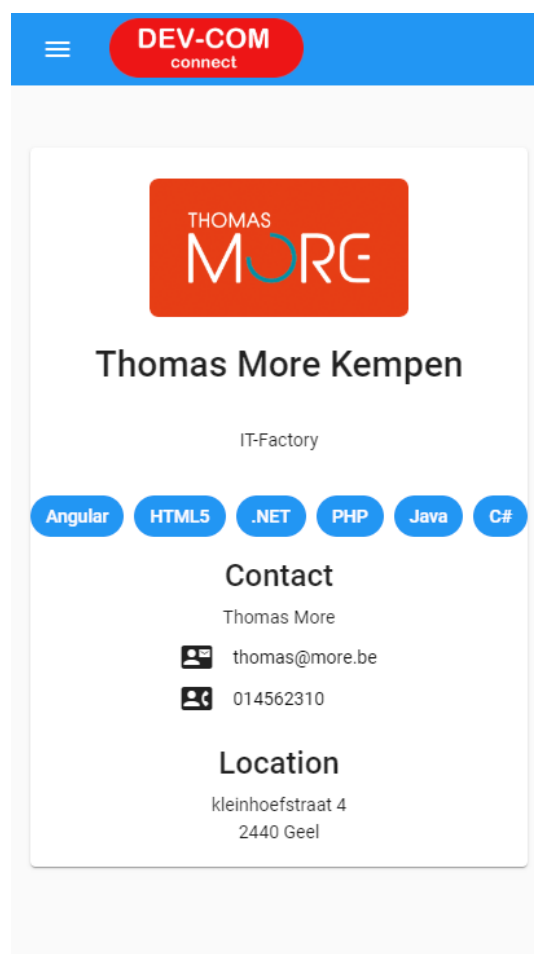 DEV-COM
connect
THOMAS
MORE
Thomas More Kempen
IT-Factory
Angular HTML5 .NET PHP Java C#
Contact
Thomas More
thomas@more.be
014562310
Location
kleinhoefstraat 4
2440 Geel